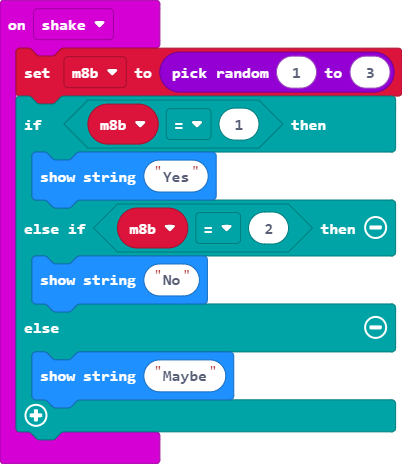 on shake
set m8b to pick random 1 to 3
if m8b = 1 then
show string "Yes"
else if m8b = 2 then
show string "No"
else
show string "Maybe"